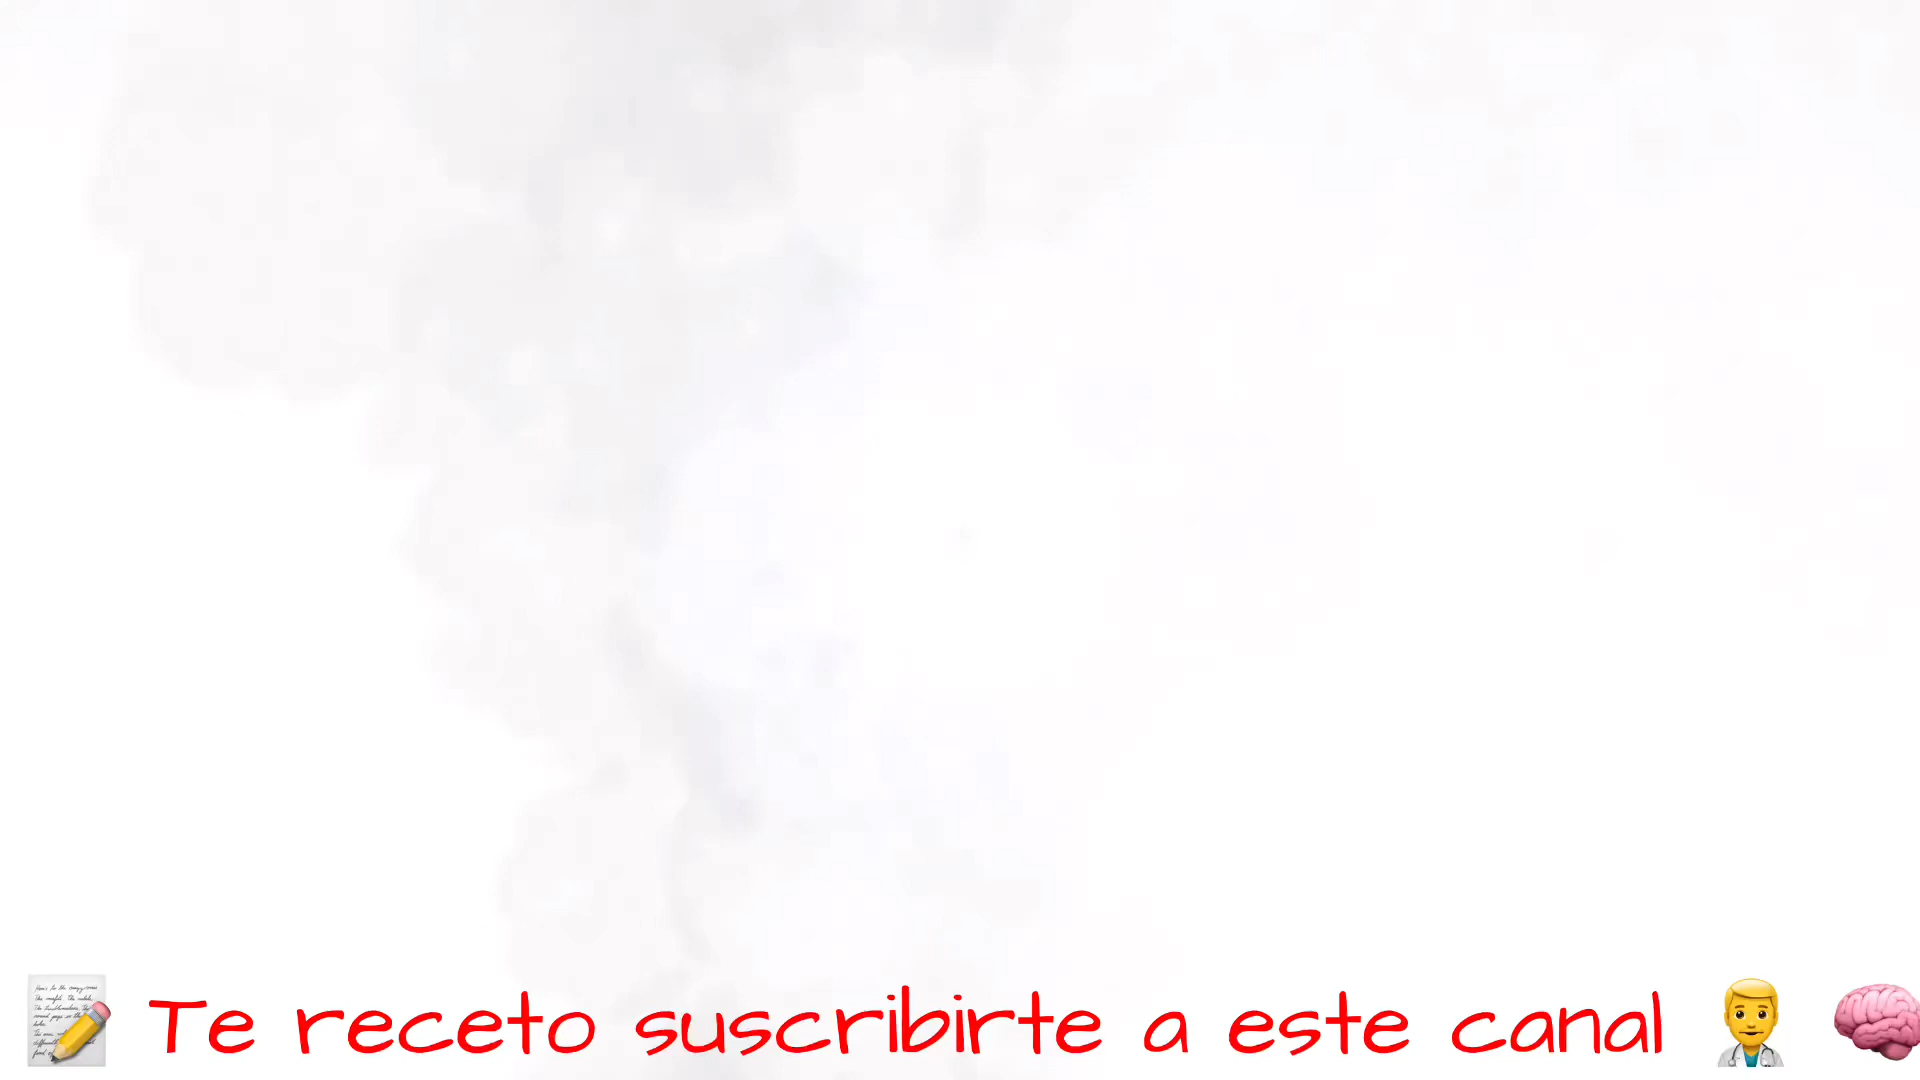 📝 Te receto suscribirte a este canal 👨‍⚕️ 🧠